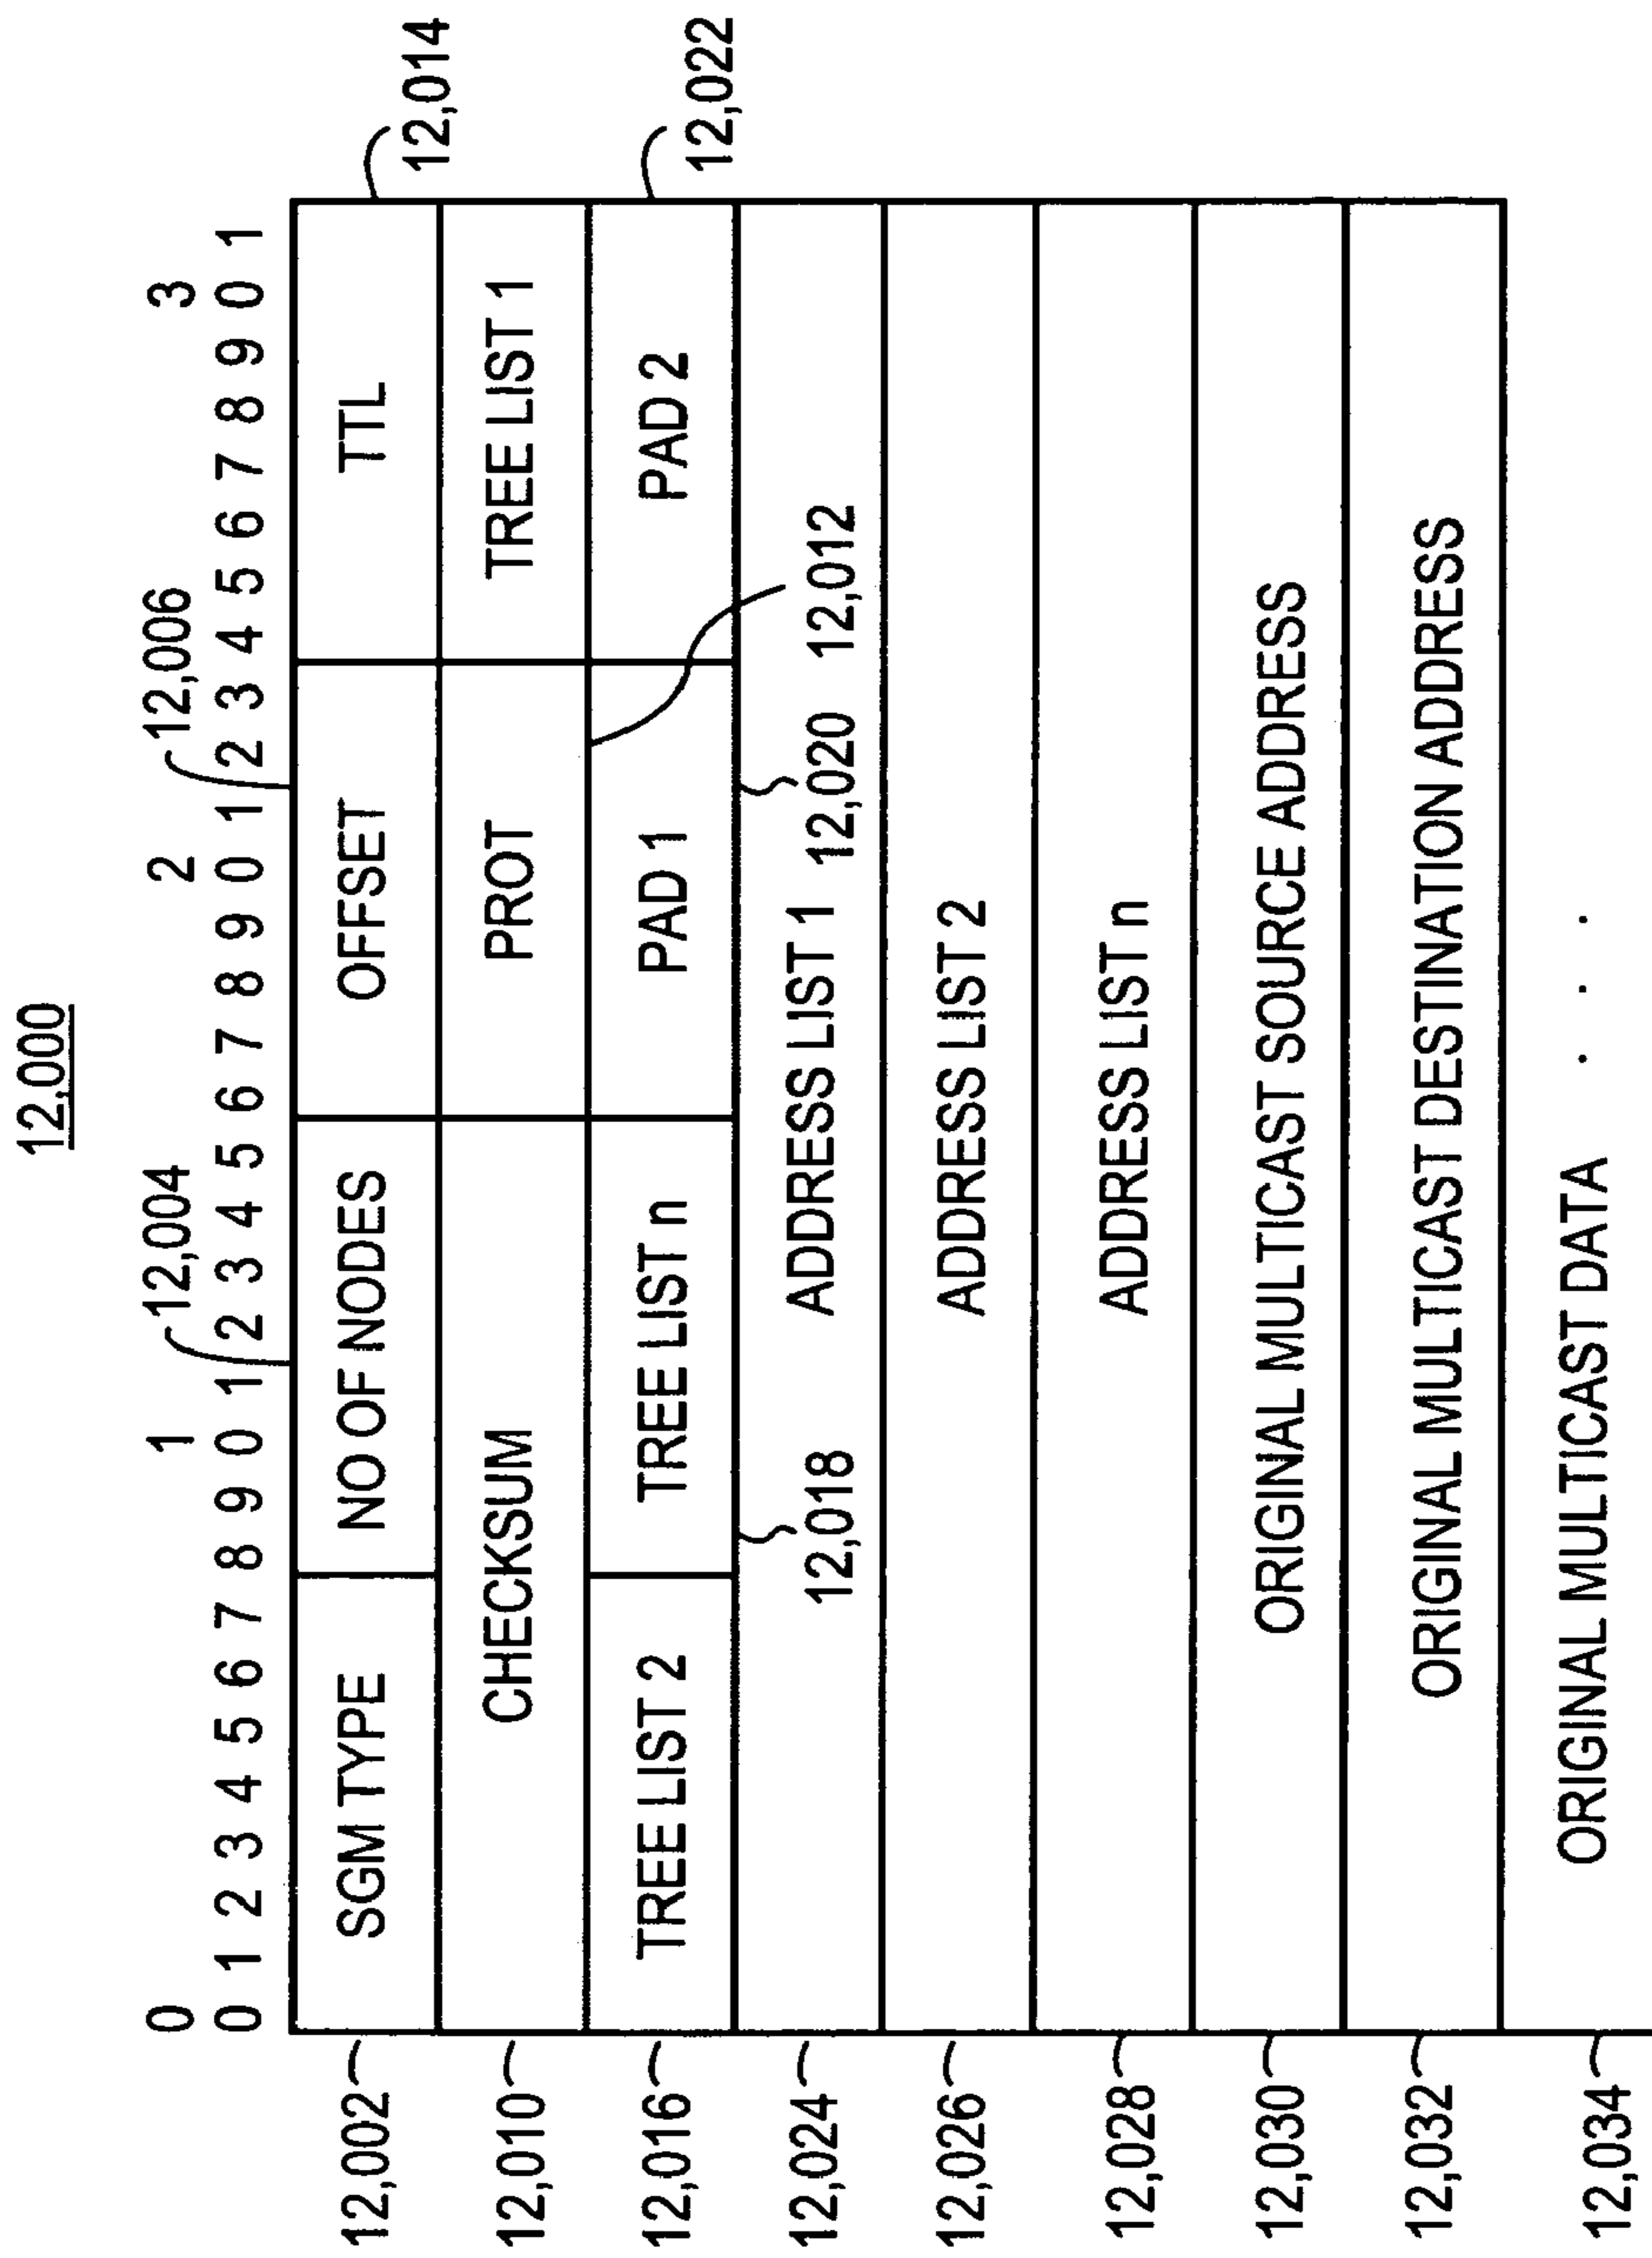 12,000
12,004 12,006
0 1 2 3
0 1 2 3 4 5 6 7 8 9 0 1 2 3 4 5 6 7 8 9 0 1 2 3 4 5 6 7 8 9 0 1
12,002 SGM TYPE NO OF NODES OFFSET TTL 12,014
12,010 CHECKSUM PROT TREE LIST 1
12,016 TREE LIST 2 TREE LIST n PAD 1 PAD 2 12,022
12,018 12,020 12,012
12,024 ADDRESS LIST 1
12,026 ADDRESS LIST 2
12,028 ADDRESS LIST n
12,030 ORIGINAL MULTICAST SOURCE ADDRESS
12,032 ORIGINAL MULTICAST DESTINATION ADDRESS
12,034 ORIGINAL MULTICAST DATA . . .